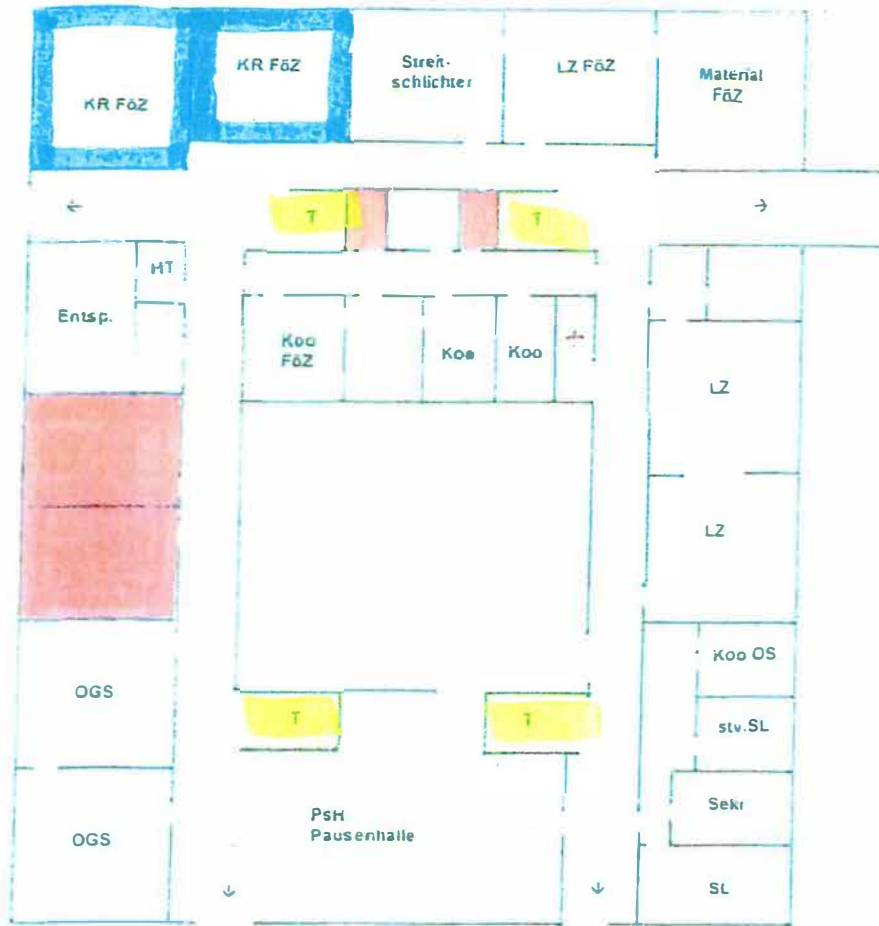 KR FöZ
KR FöZ
Streit-
schlichter
LZ FöZ
Material
FöZ
←
T
T
→
HT
Entsp.
Koo
FöZ
Koo
Koo
LZ
LZ
OGS
Koo OS
T
T
stv.SL
OGS
PsH
Pausenhalle
Sekr
SL
↓
↓